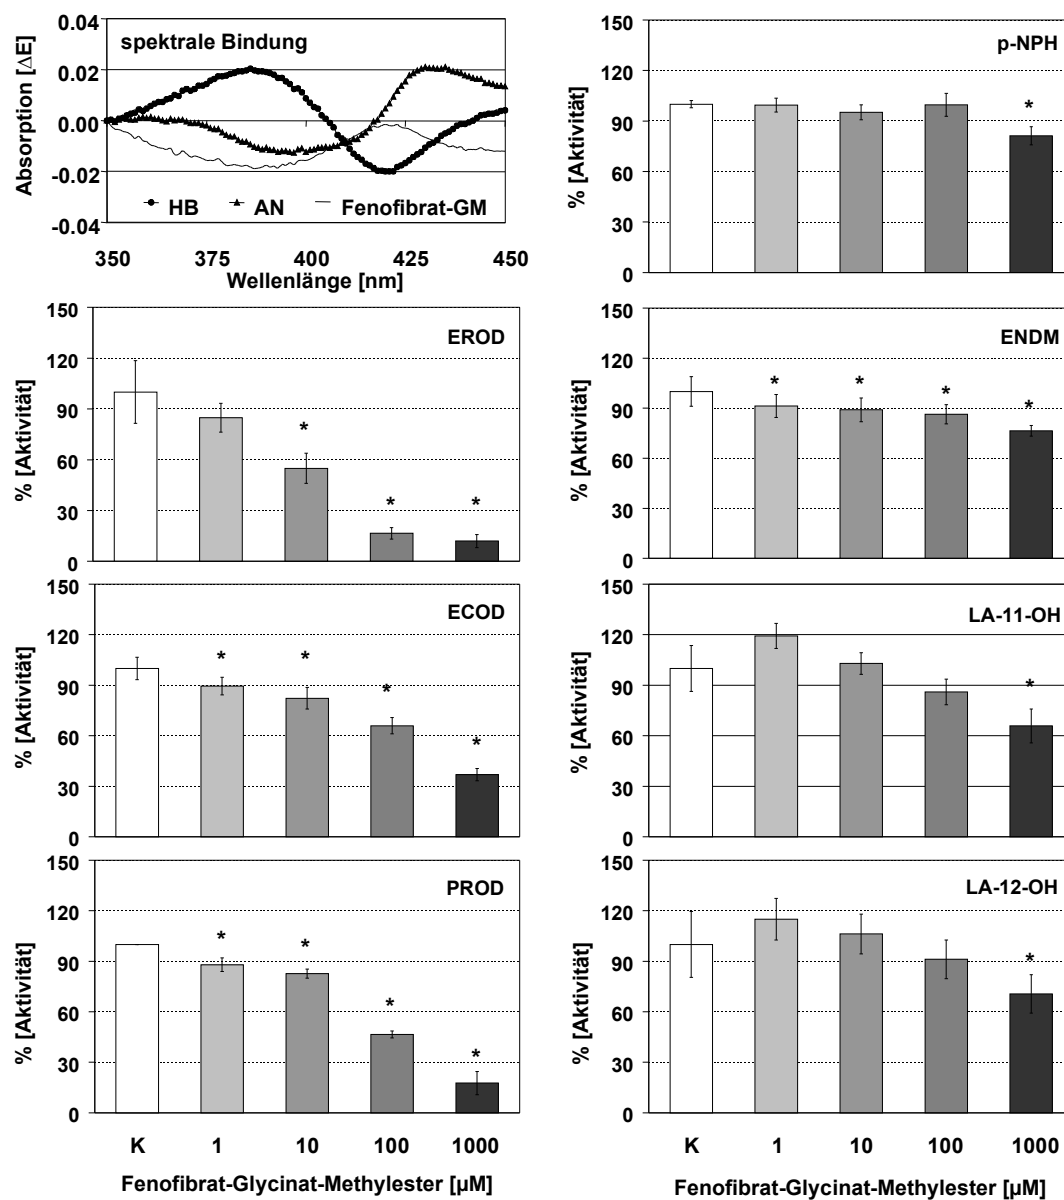 spektrale Bindung
Absorption [ΔE]
0.04
0.02
0.00
-0.02
-0.04
HB AN Fenofibrat-GM
350 375 400 425 450
Wellenlänge [nm]
EROD
% [Aktivität]
150
120
90
60
30
0
* * *
ECOD
% [Aktivität]
150
120
90
60
30
0
* * * *
PROD
% [Aktivität]
150
120
90
60
30
0
* * * *
K 1 10 100 1000
Fenofibrat-Glycinat-Methylester [µM]
p-NPH
% [Aktivität]
150
120
90
60
30
0
*
ENDM
% [Aktivität]
150
120
90
60
30
0
* * * *
LA-11-OH
% [Aktivität]
150
120
90
60
30
0
*
LA-12-OH
% [Aktivität]
150
120
90
60
30
0
*
K 1 10 100 1000
Fenofibrat-Glycinat-Methylester [µM]